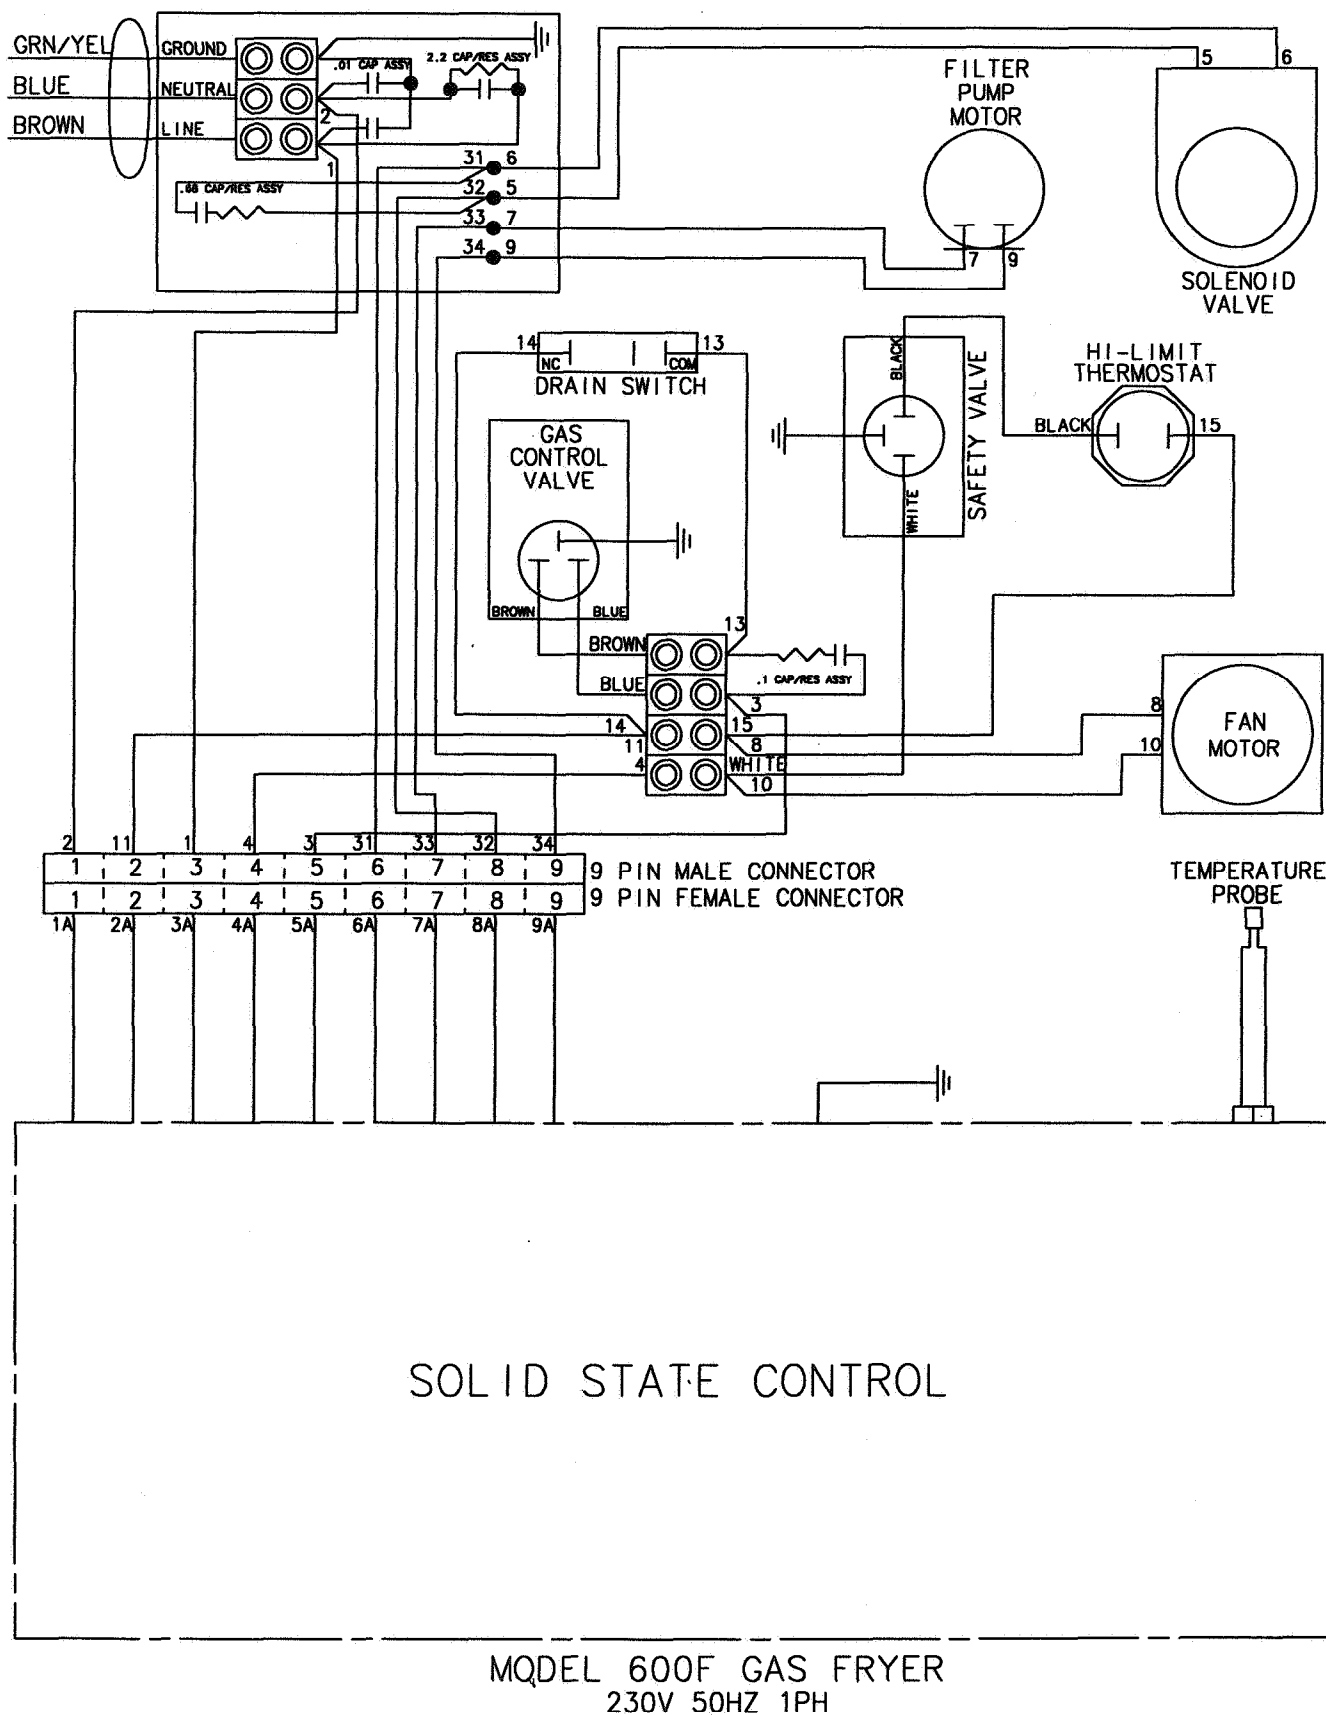 GRN/YEL
GROUND
BLUE
NEUTRAL
BROWN
LINE
.01 CAP ASSY
2.2 CAP/RES ASSY
2
1
.68 CAP/RES ASSY
31 6
32 5
33 7
34 9
FILTER
PUMP
MOTOR
7 9
5 6
SOLENOID
VALVE
14 13
NC COM
DRAIN SWITCH
BLACK
SAFETY VALVE
WHITE
HI-LIMIT
THERMOSTAT
BLACK 15
GAS
CONTROL
VALVE
BROWN BLUE
13
BROWN
BLUE
.1 CAP/RES ASSY
3
14 15
11 8
4 WHITE
10
8
10
FAN
MOTOR
2 11 1 4 3 31 33 32 34
1 2 3 4 5 6 7 8 9
9 PIN MALE CONNECTOR
1 2 3 4 5 6 7 8 9
9 PIN FEMALE CONNECTOR
1A 2A 3A 4A 5A 6A 7A 8A 9A
TEMPERATURE
PROBE
SOLID STATE CONTROL
MODEL 600F GAS FRYER
230V 50HZ 1PH